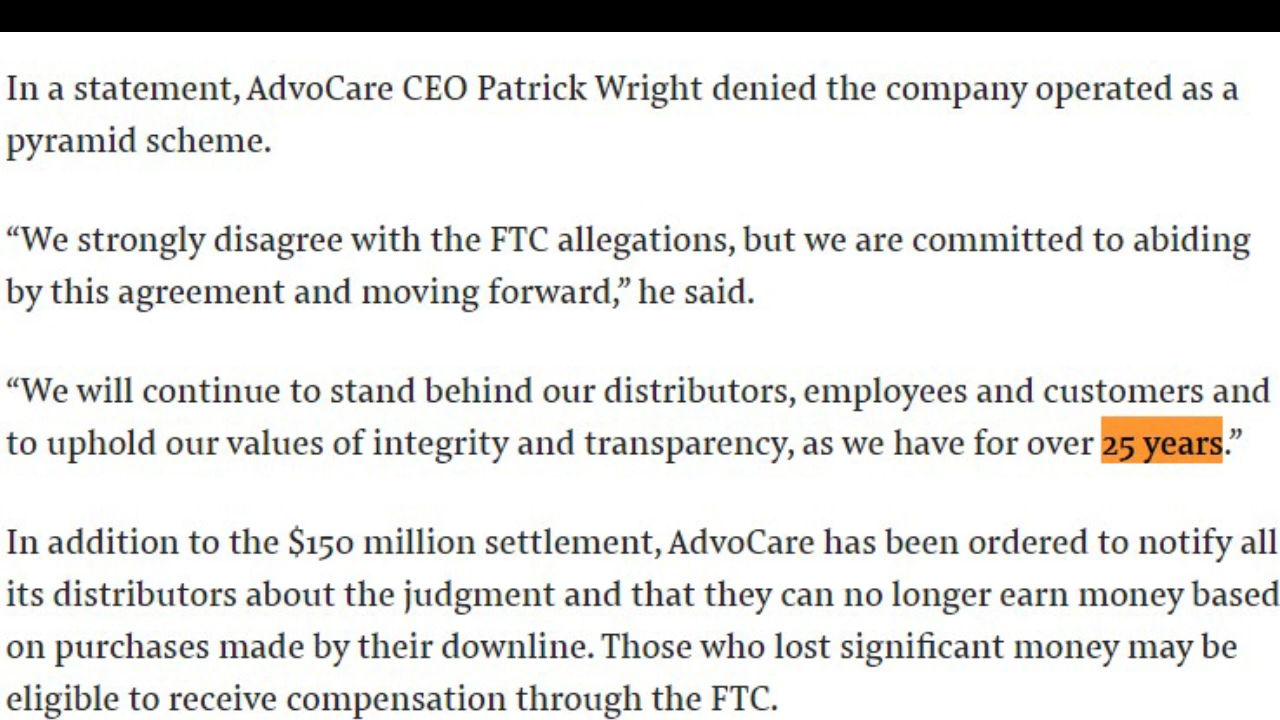 In a statement, AdvoCare CEO Patrick Wright denied the company operated as a
pyramid scheme.
“We strongly disagree with the FTC allegations, but we are committed to abiding
by this agreement and moving forward,” he said.
“We will continue to stand behind our distributors, employees and customers and
to uphold our values of integrity and transparency, as we have for over 25 years.”
In addition to the $150 million settlement, AdvoCare has been ordered to notify all
its distributors about the judgment and that they can no longer earn money based
on purchases made by their downline. Those who lost significant money may be
eligible to receive compensation through the FTC.